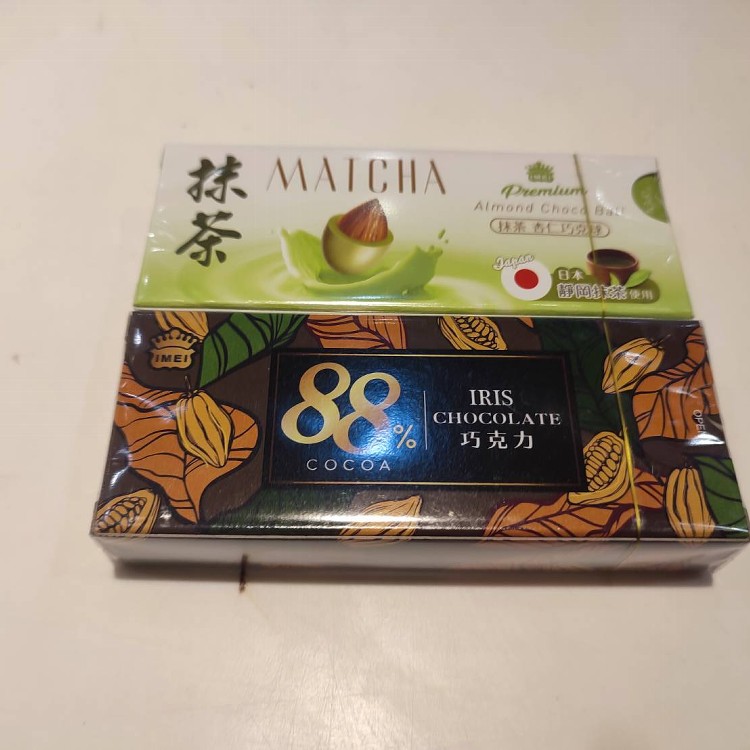 抹茶
MATCHA
IMEI
Premium
Almond Choco Ball
抹茶 杏仁巧克球
Japan
日本
靜岡抹茶使用
IMEI
88%
COCOA
IRIS
CHOCOLATE
巧克力
OPEN